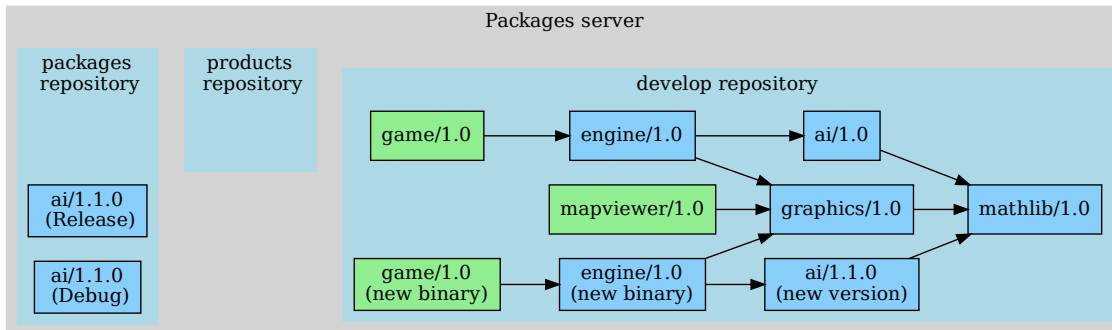 Packages server
packages
repository
ai/1.1.0
(Release)
ai/1.1.0
(Debug)
products
repository
develop repository
game/1.0
engine/1.0
ai/1.0
mapviewer/1.0
graphics/1.0
mathlib/1.0
game/1.0
(new binary)
engine/1.0
(new binary)
ai/1.1.0
(new version)